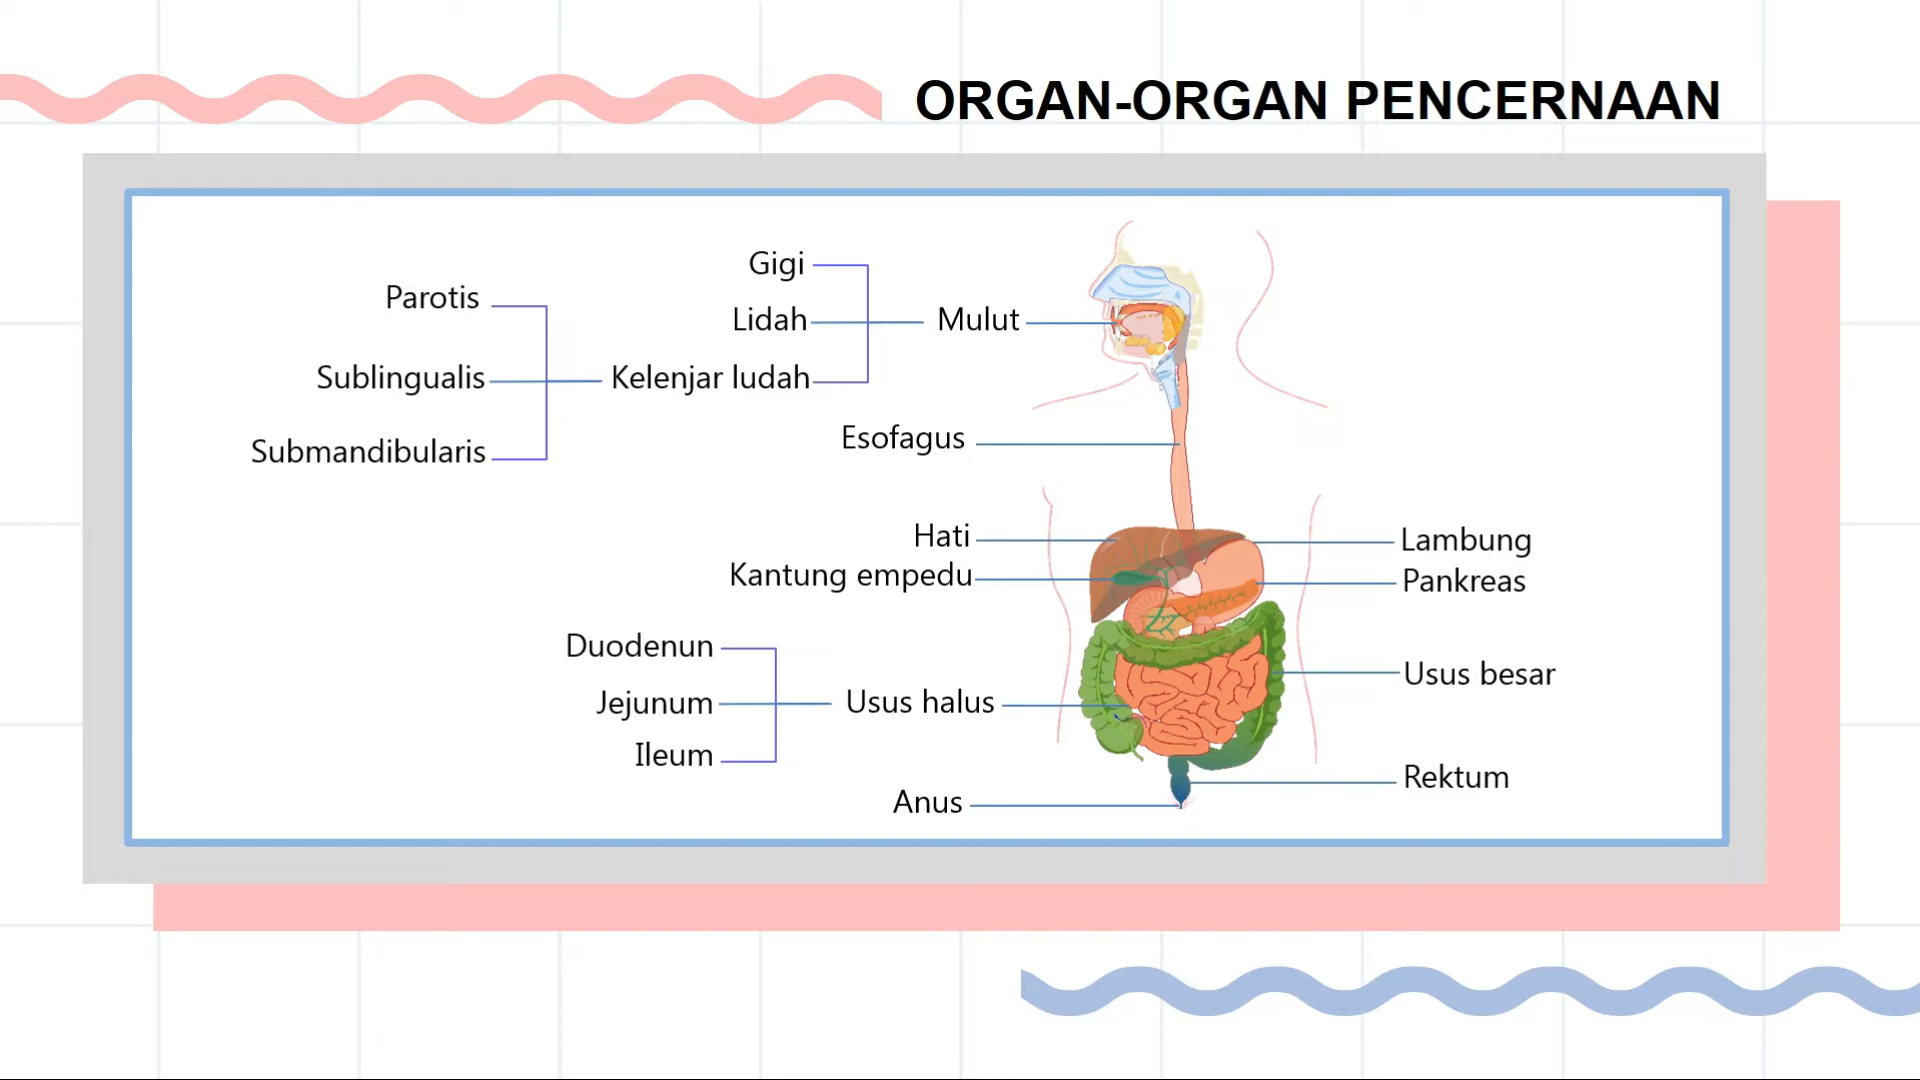 ORGAN-ORGAN PENCERNAAN
Gigi
Parotis
Lidah
Mulut
Sublingualis
Kelenjar ludah
Submandibularis
Esofagus
Hati
Lambung
Kantung empedu
Pankreas
Duodenun
Usus besar
Jejunum
Usus halus
Ileum
Rektum
Anus